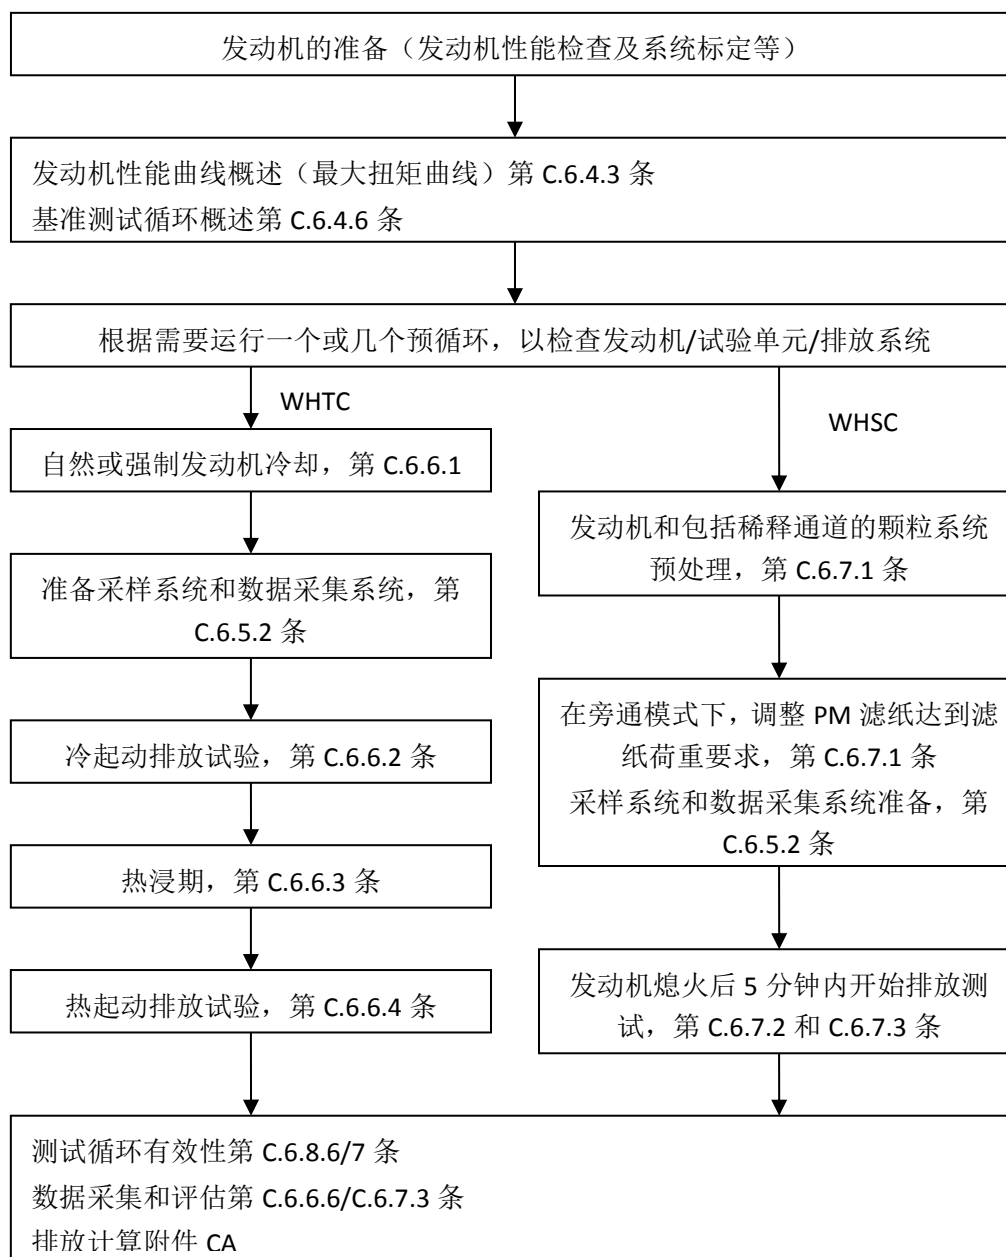 发动机的准备（发动机性能检查及系统标定等）
发动机性能曲线概述（最大扭矩曲线）第 C.6.4.3 条
基准测试循环概述第 C.6.4.6 条
根据需要运行一个或几个预循环，以检查发动机/试验单元/排放系统
WHTC
自然或强制发动机冷却，第 C.6.6.1
准备采样系统和数据采集系统，第
C.6.5.2 条
冷起动排放试验，第 C.6.6.2 条
热浸期，第 C.6.6.3 条
热起动排放试验，第 C.6.6.4 条
WHSC
发动机和包括稀释通道的颗粒系统
预处理，第 C.6.7.1 条
在旁通模式下，调整 PM 滤纸达到滤
纸荷重要求，第 C.6.7.1 条
采样系统和数据采集系统准备，第
C.6.5.2 条
发动机熄火后 5 分钟内开始排放测
试，第 C.6.7.2 和 C.6.7.3 条
测试循环有效性第 C.6.8.6/7 条
数据采集和评估第 C.6.6.6/C.6.7.3 条
排放计算附件 CA